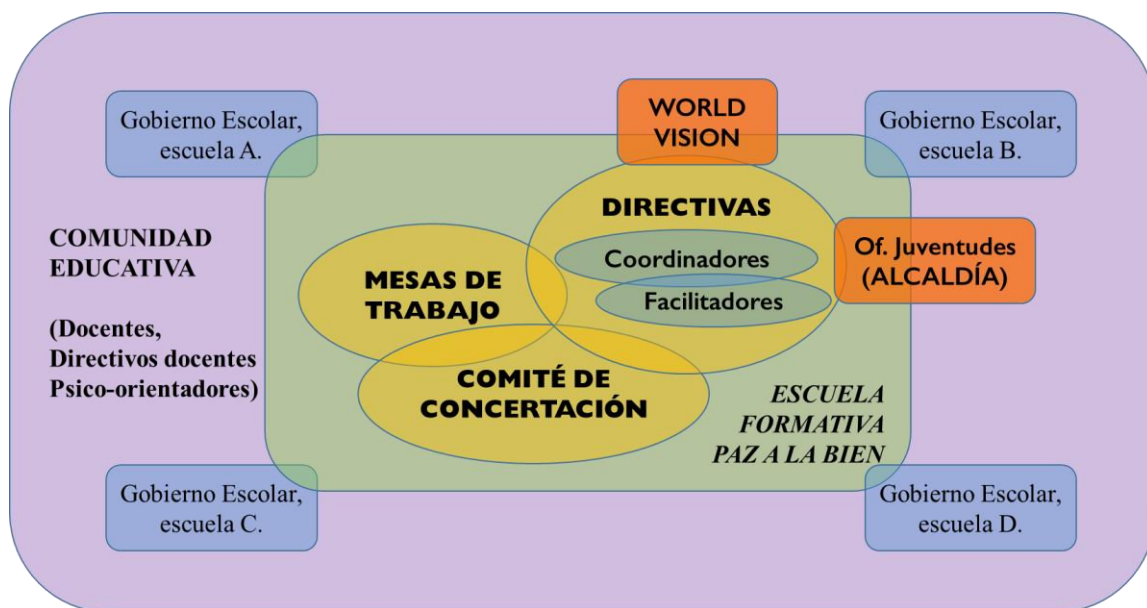 Gobierno Escolar,
escuela A.
WORLD
VISION
Gobierno Escolar,
escuela B.
COMUNIDAD
EDUCATIVA
(Docentes,
Directivos docentes
Psico-orientadores)
DIRECTIVAS
Coordinadores
Facilitadores
Of. Juventudes
(ALCALDÍA)
MESAS DE
TRABAJO
COMITÉ DE
CONCERTACIÓN
ESCUELA
FORMATIVA
PAZ A LA BIEN
Gobierno Escolar,
escuela C.
Gobierno Escolar,
escuela D.